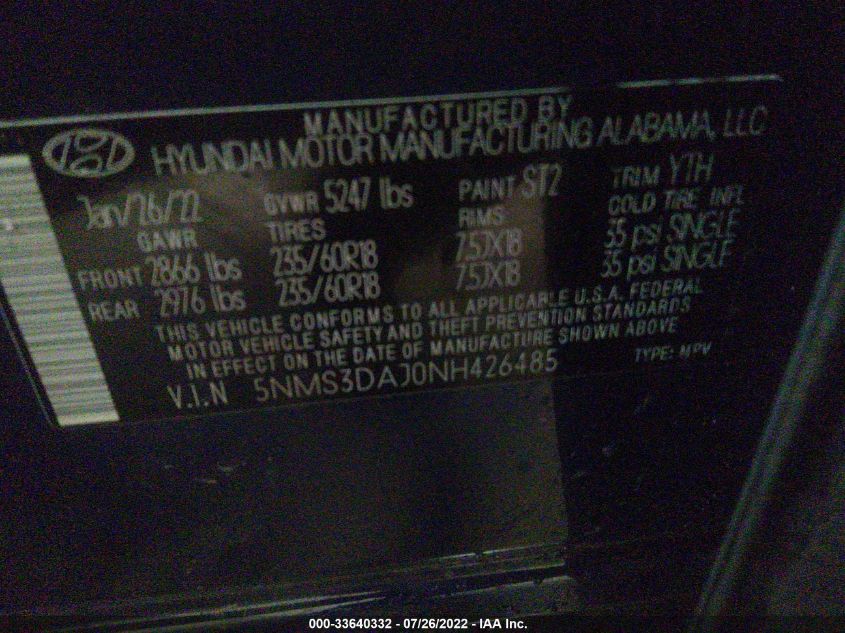 MANUFACTURED BY
HYUNDAI MOTOR MANUFACTURING ALABAMA, LLC
Jan/26/22 GVWR 5247 lbs PAINT ST2 TRIM YTH
GAWR TIRES RIMS COLD TIRE INFL
FRONT 2866 lbs 235/60R18 7.5JX18 35 psi SINGLE
REAR 2976 lbs 235/60R18 7.5JX18 35 psi SINGLE
THIS VEHICLE CONFORMS TO ALL APPLICABLE U.S.A. FEDERAL
MOTOR VEHICLE SAFETY AND THEFT PREVENTION STANDARDS
IN EFFECT ON THE DATE OF MANUFACTURE SHOWN ABOVE
V.I.N 5NMS3DAJ0NH426485 TYPE: MPV
000-33640332 - 07/26/2022 - IAA Inc.